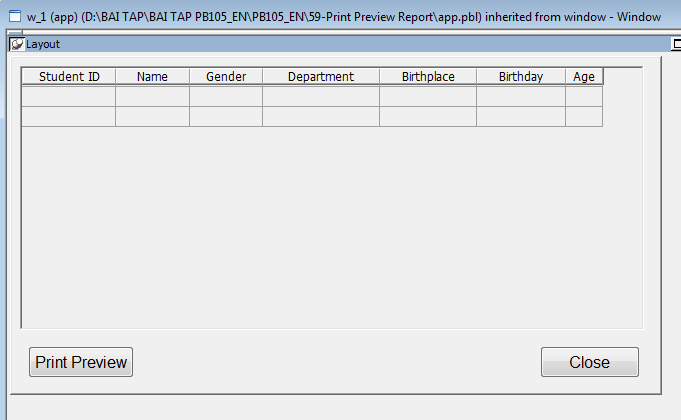 w_1 (app) (D:\BAI TAP\BAI TAP PB105_EN\PB105_EN\59-Print Preview Report\app.pbl) inherited from window - Window
Layout
Student ID Name Gender Department Birthplace Birthday Age
Print Preview Close